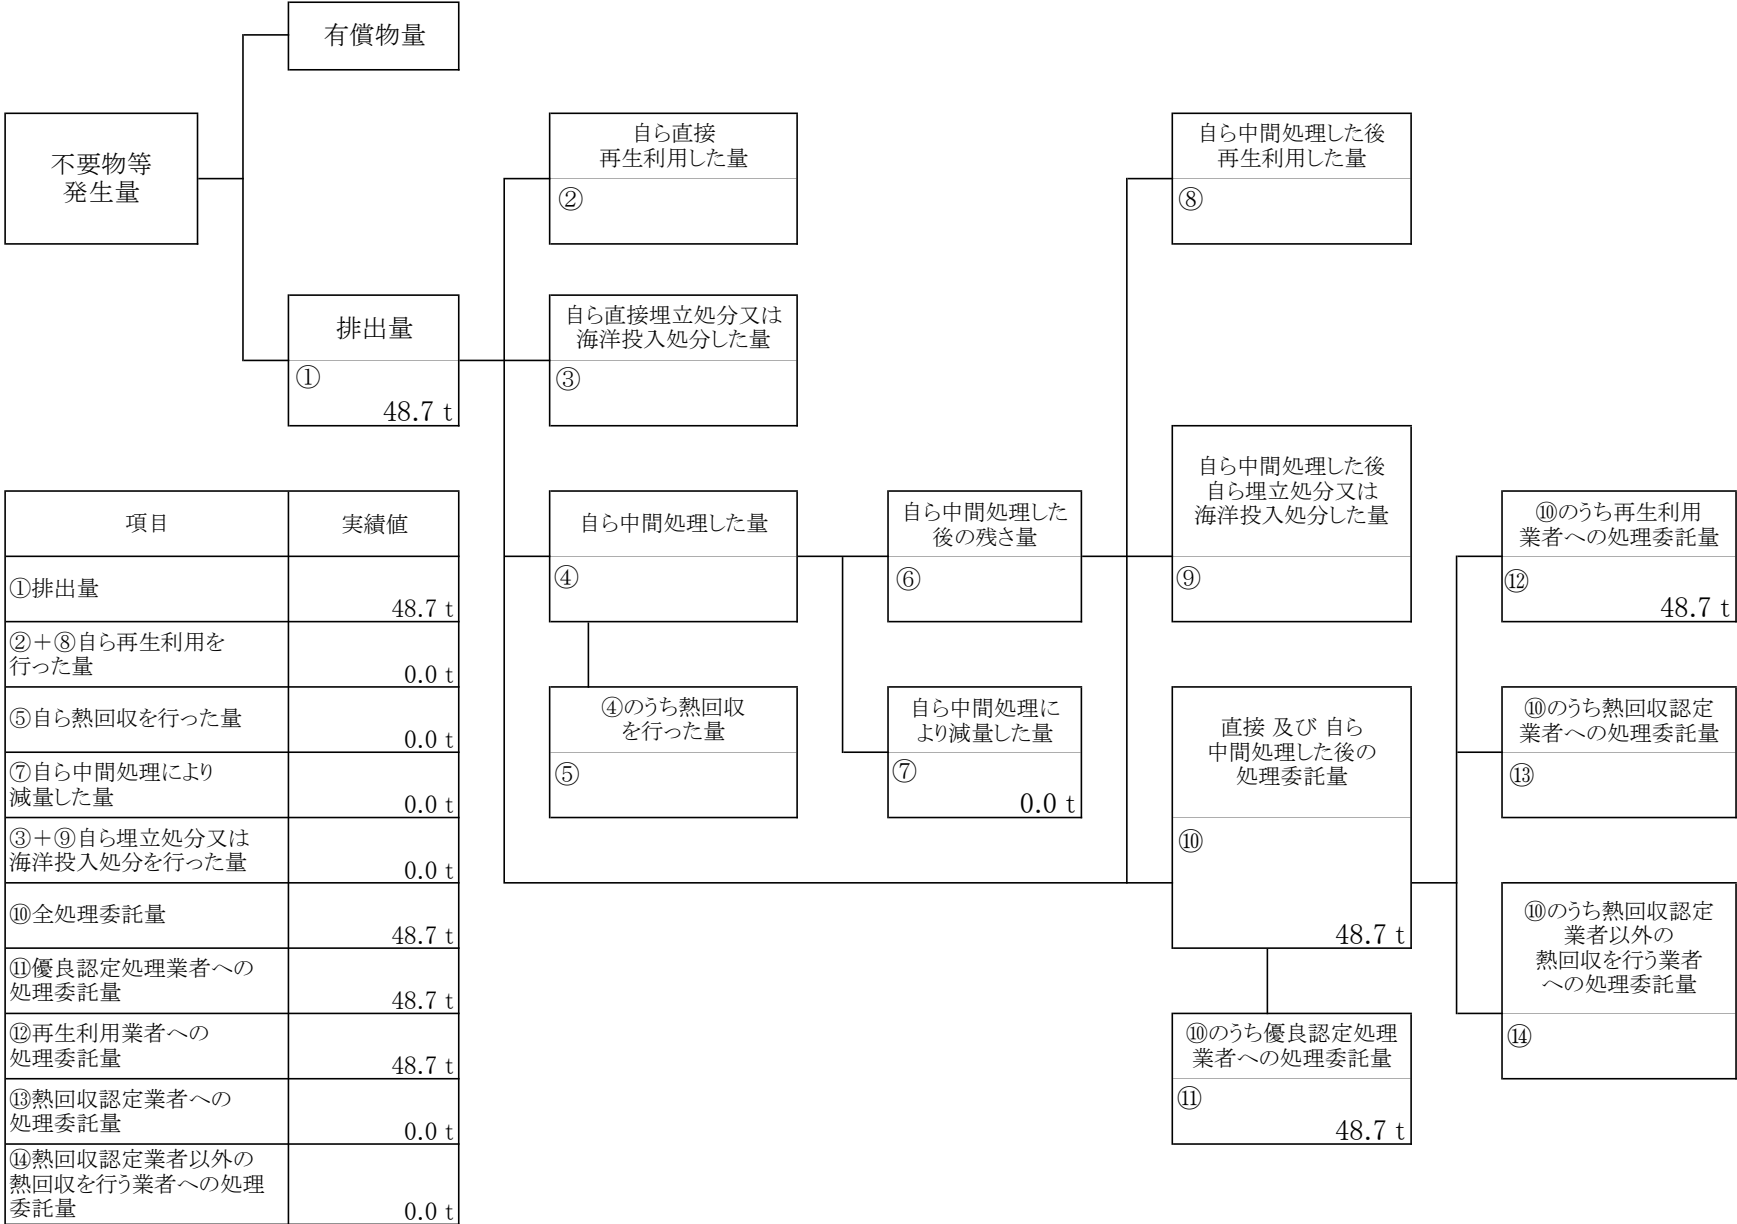 有償物量
不要物等
発生量
自ら直接
再生利用した量
②
自ら中間処理した後
再生利用した量
⑧
排出量
①
48.7 t
自ら直接埋立処分又は
海洋投入処分した量
③
自ら中間処理した量
④
自ら中間処理した
後の残さ量
⑥
自ら中間処理した後
自ら埋立処分又は
海洋投入処分した量
⑨
⑩のうち再生利用
業者への処理委託量
⑫
48.7 t
④のうち熱回収
を行った量
⑤
自ら中間処理に
より減量した量
⑦
0.0 t
直接 及び 自ら
中間処理した後の
処理委託量
⑩
48.7 t
⑩のうち熱回収認定
業者への処理委託量
⑬
⑩のうち熱回収認定
業者以外の
熱回収を行う業者
への処理委託量
⑭
⑩のうち優良認定処理
業者への処理委託量
⑪
48.7 t
項目 実績値
①排出量
48.7 t
②＋⑧自ら再生利用を
行った量
0.0 t
⑤自ら熱回収を行った量
0.0 t
⑦自ら中間処理により
減量した量
0.0 t
③＋⑨自ら埋立処分又は
海洋投入処分を行った量
0.0 t
⑩全処理委託量
48.7 t
⑪優良認定処理業者への
処理委託量
48.7 t
⑫再生利用業者への
処理委託量
48.7 t
⑬熱回収認定業者への
処理委託量
0.0 t
⑭熱回収認定業者以外の
熱回収を行う業者への処理
委託量
0.0 t